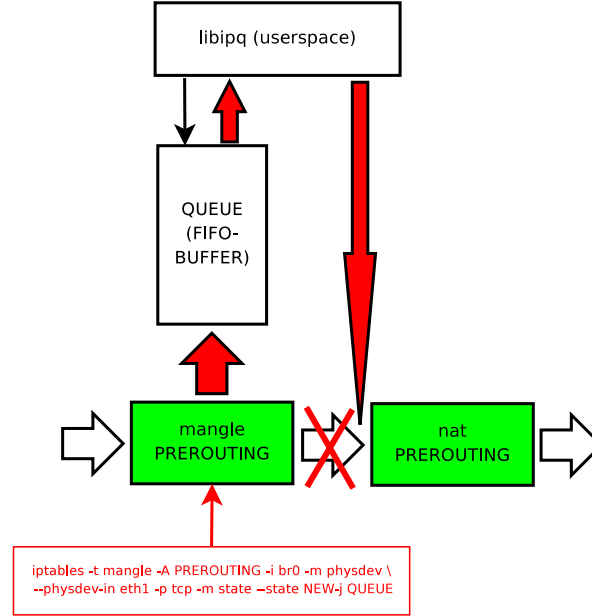 libipq (userspace)
QUEUE
(FIFO-
BUFFER)
mangle
PREROUTING
nat
PREROUTING
iptables -t mangle -A PREROUTING -i br0 -m physdev \
--physdev-in eth1 -p tcp -m state –state NEW-j QUEUE